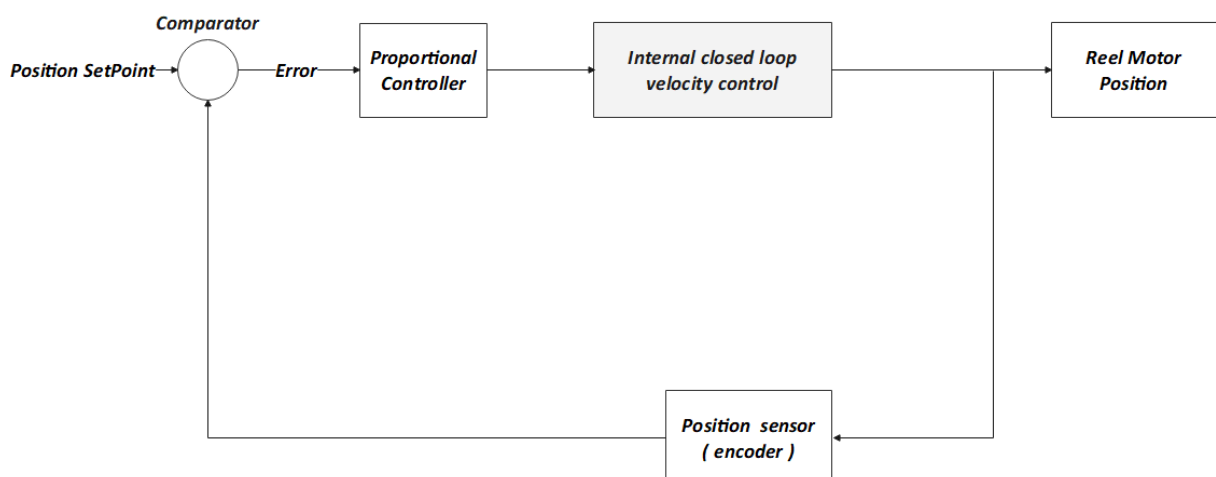 Comparator
Position SetPoint
Error
Proportional
Controller
Internal closed loop
velocity control
Reel Motor
Position
Position sensor
( encoder )